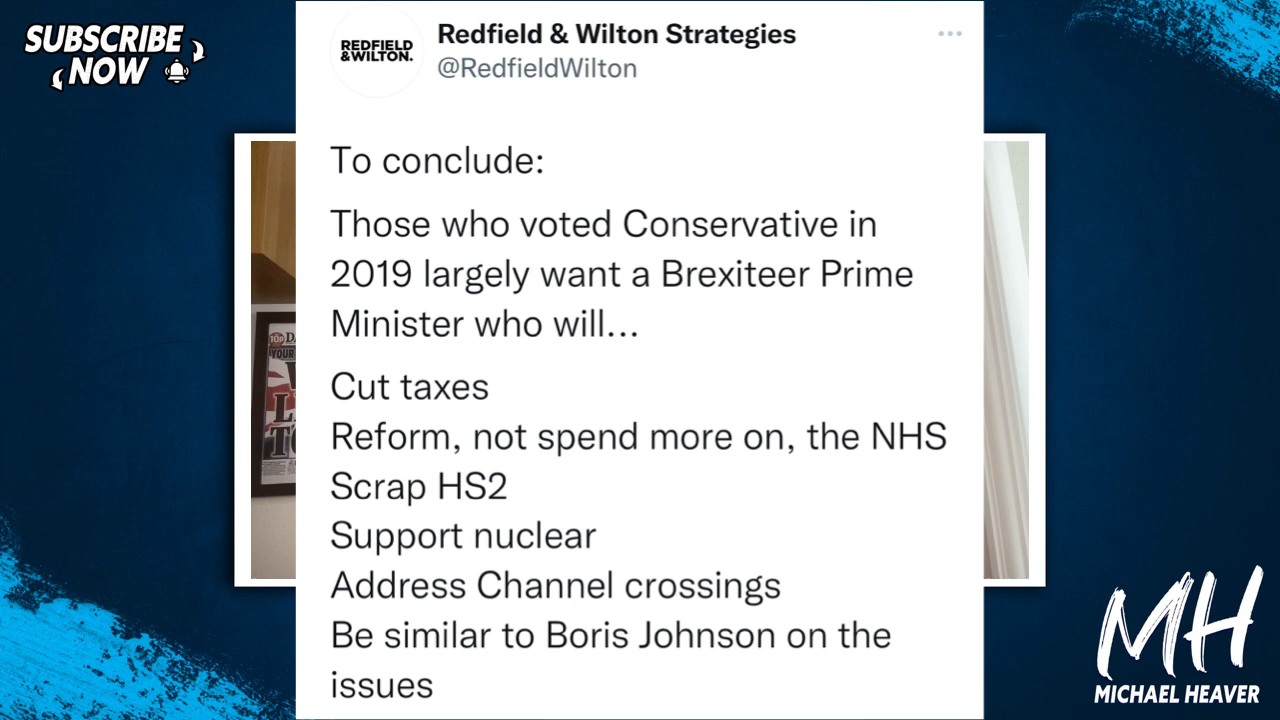 SUBSCRIBE
NOW
REDFIELD
&WILTON.
Redfield & Wilton Strategies
@RedfieldWilton
To conclude:
Those who voted Conservative in
2019 largely want a Brexiteer Prime
Minister who will...
Cut taxes
Reform, not spend more on, the NHS
Scrap HS2
Support nuclear
Address Channel crossings
Be similar to Boris Johnson on the
issues
10p
YOUR
MH
MICHAEL HEAVER